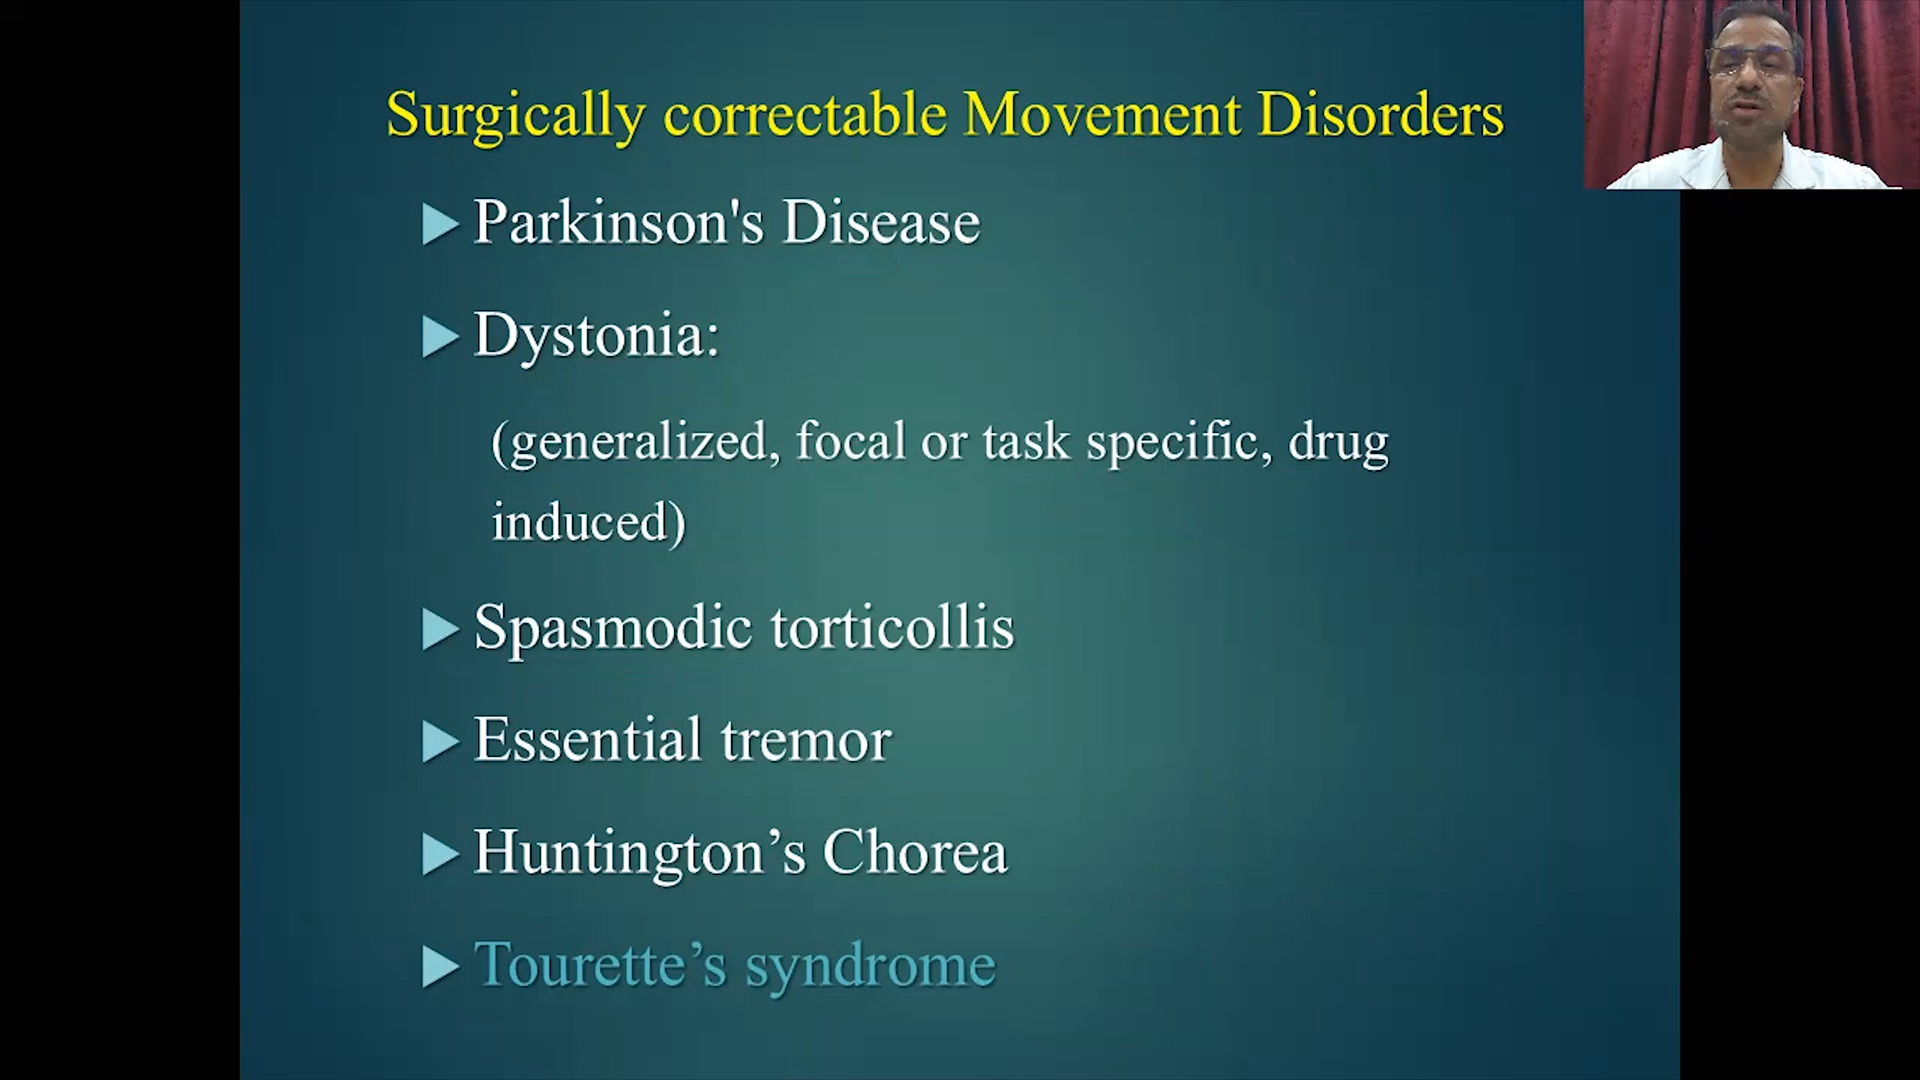 Surgically correctable Movement Disorders
Parkinson's Disease
Dystonia:
(generalized, focal or task specific, drug
induced)
Spasmodic torticollis
Essential tremor
Huntington’s Chorea
Tourette’s syndrome